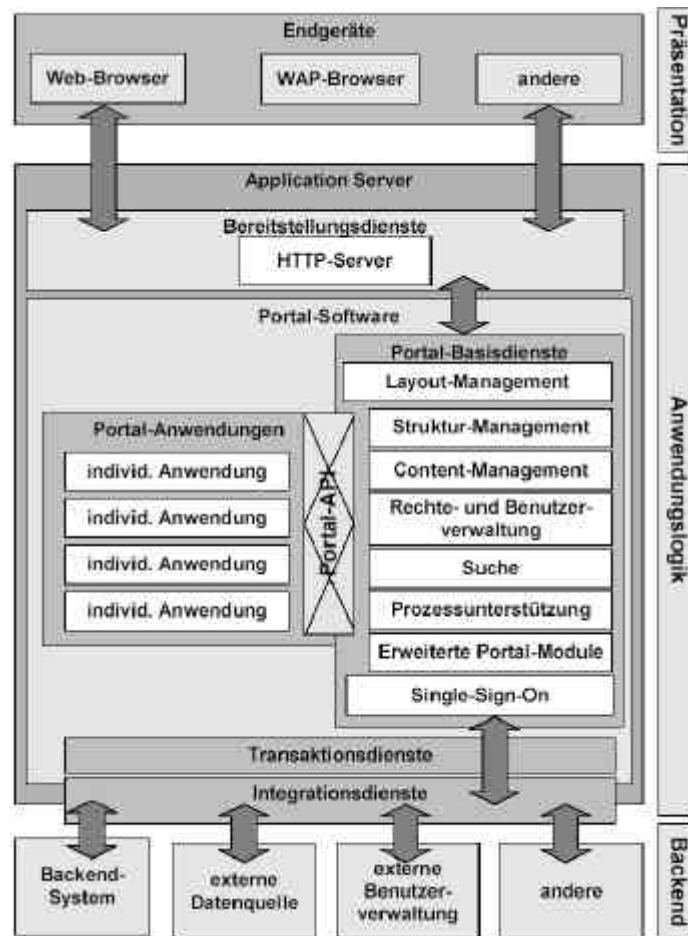 Endgeräte
Web-Browser
WAP-Browser
andere
Präsentation
Application Server
Bereitstellungsdienste
HTTP-Server
Portal-Software
Portal-Basisdienste
Layout-Management
Portal-Anwendungen
individ. Anwendung
individ. Anwendung
individ. Anwendung
individ. Anwendung
Portal-API
Struktur-Management
Content-Management
Rechte- und Benutzer-
verwaltung
Suche
Prozessunterstützung
Erweiterte Portal-Module
Single-Sign-On
Anwendungslogik
Transaktionsdienste
Integrationsdienste
Backend-
System
externe
Datenquelle
externe
Benutzer-
verwaltung
andere
Backend